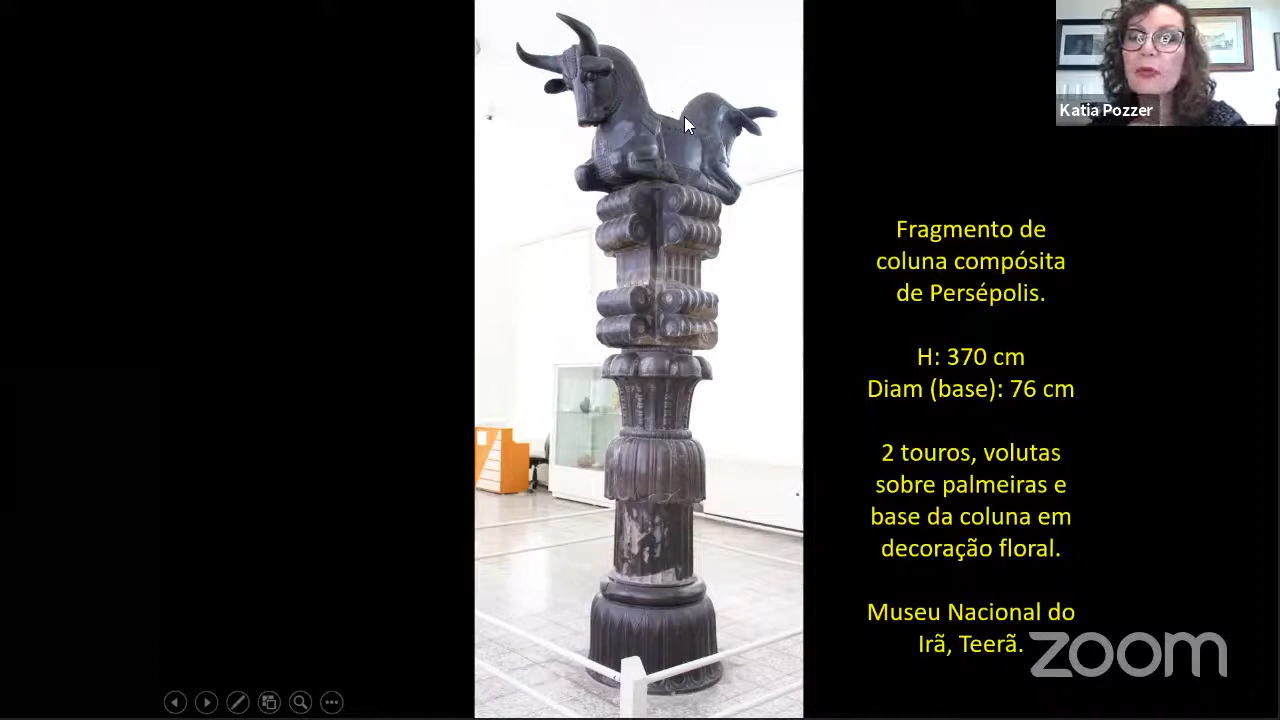 Katia Pozzer
Fragmento de
coluna compósita
de Persépolis.
H: 370 cm
Diam (base): 76 cm
2 touros, volutas
sobre palmeiras e
base da coluna em
decoração floral.
Museu Nacional do
Irã, Teerã.
zoom